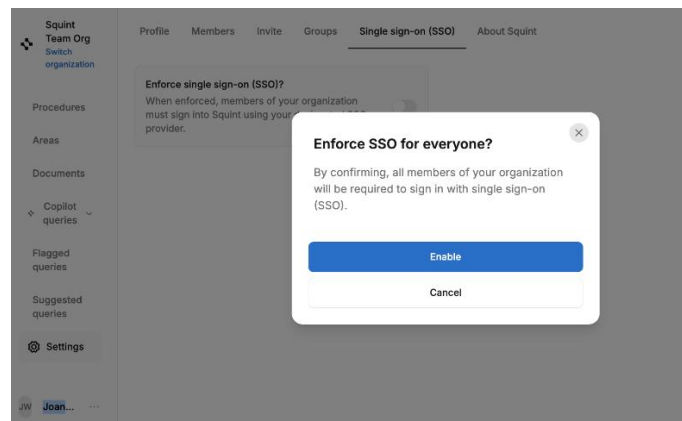 Squint
Team Org
Switch
organization
Procedures
Areas
Documents
Copilot
queries
Flagged
queries
Suggested
queries
Settings
JW Joan... ...
Profile Members Invite Groups Single sign-on (SSO) About Squint
Enforce single sign-on (SSO)?
When enforced, members of your organization
must sign into Squint using your
provider.
Enforce SSO for everyone?
By confirming, all members of your organization
will be required to sign in with single sign-on
(SSO).
Enable
Cancel